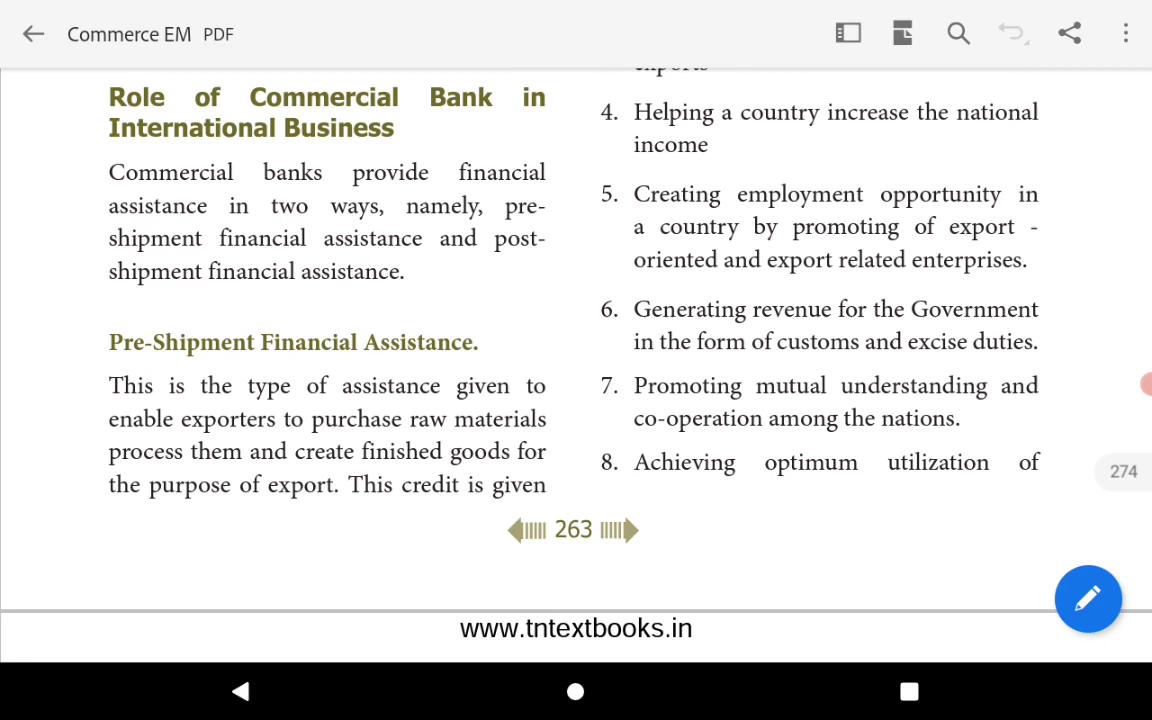 Commerce EM PDF
Role of Commercial Bank in
International Business
Commercial banks provide financial
assistance in two ways, namely, pre-
shipment financial assistance and post-
shipment financial assistance.
Pre-Shipment Financial Assistance.
This is the type of assistance given to
enable exporters to purchase raw materials
process them and create finished goods for
the purpose of export. This credit is given
exports
4. Helping a country increase the national
income
5. Creating employment opportunity in
a country by promoting of export -
oriented and export related enterprises.
6. Generating revenue for the Government
in the form of customs and excise duties.
7. Promoting mutual understanding and
co-operation among the nations.
8. Achieving optimum utilization of
274
263
www.tntextbooks.in